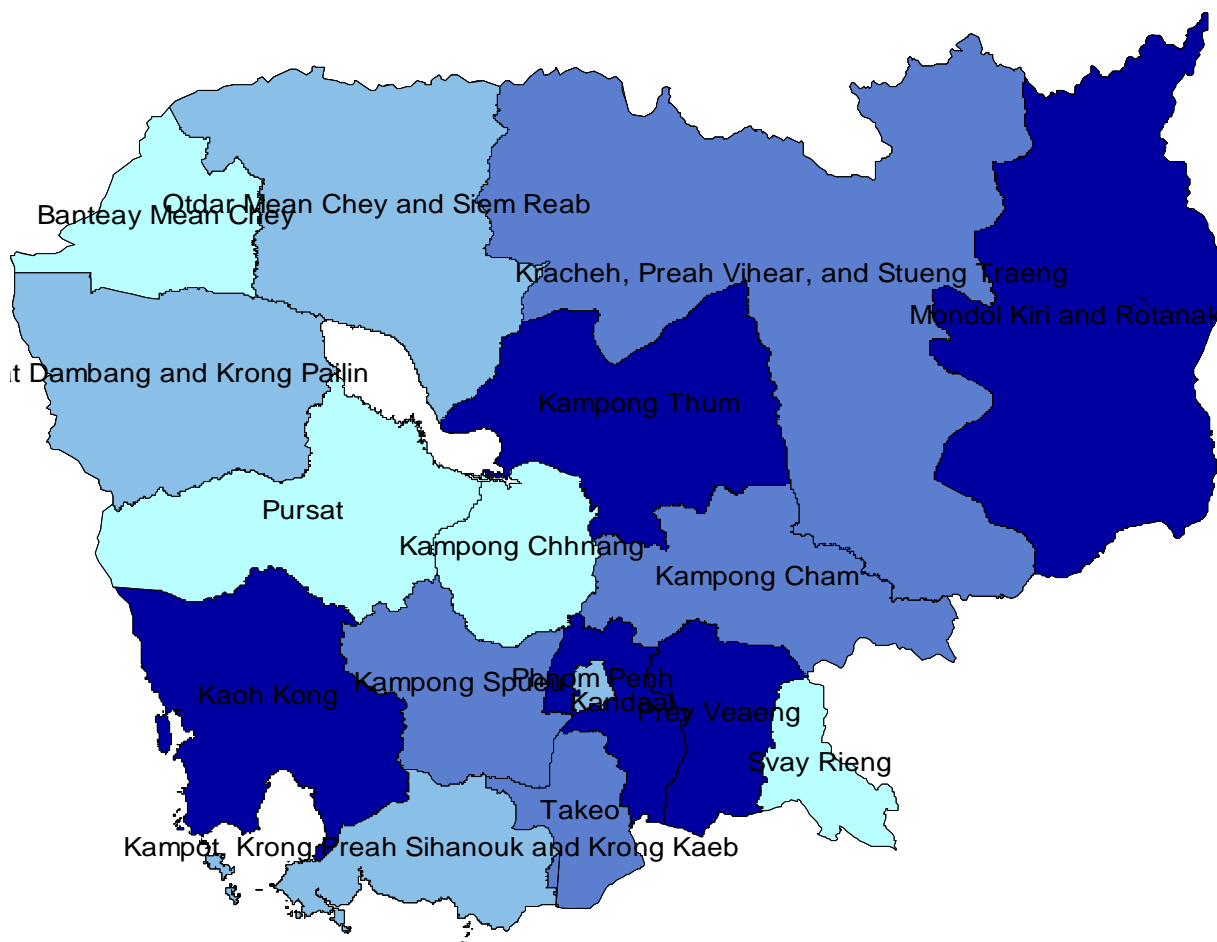 Otdar Mean Chey and Siem Reab
Banteay Mean Chey
Kracheh, Preah Vihear, and Stueng Traeng
Mondol Kiri and Rotanak
Dambang and Krong Pailin
Kampong Thum
Pursat
Kampong Chhnang
Kampong Cham
Kaoh Kong
Kampong Spueu
Phnom Penh
Kandaal
Prey Veaeng
Svay Rieng
Takeo
Kampot, Krong Preah Sihanouk and Krong Kaeb